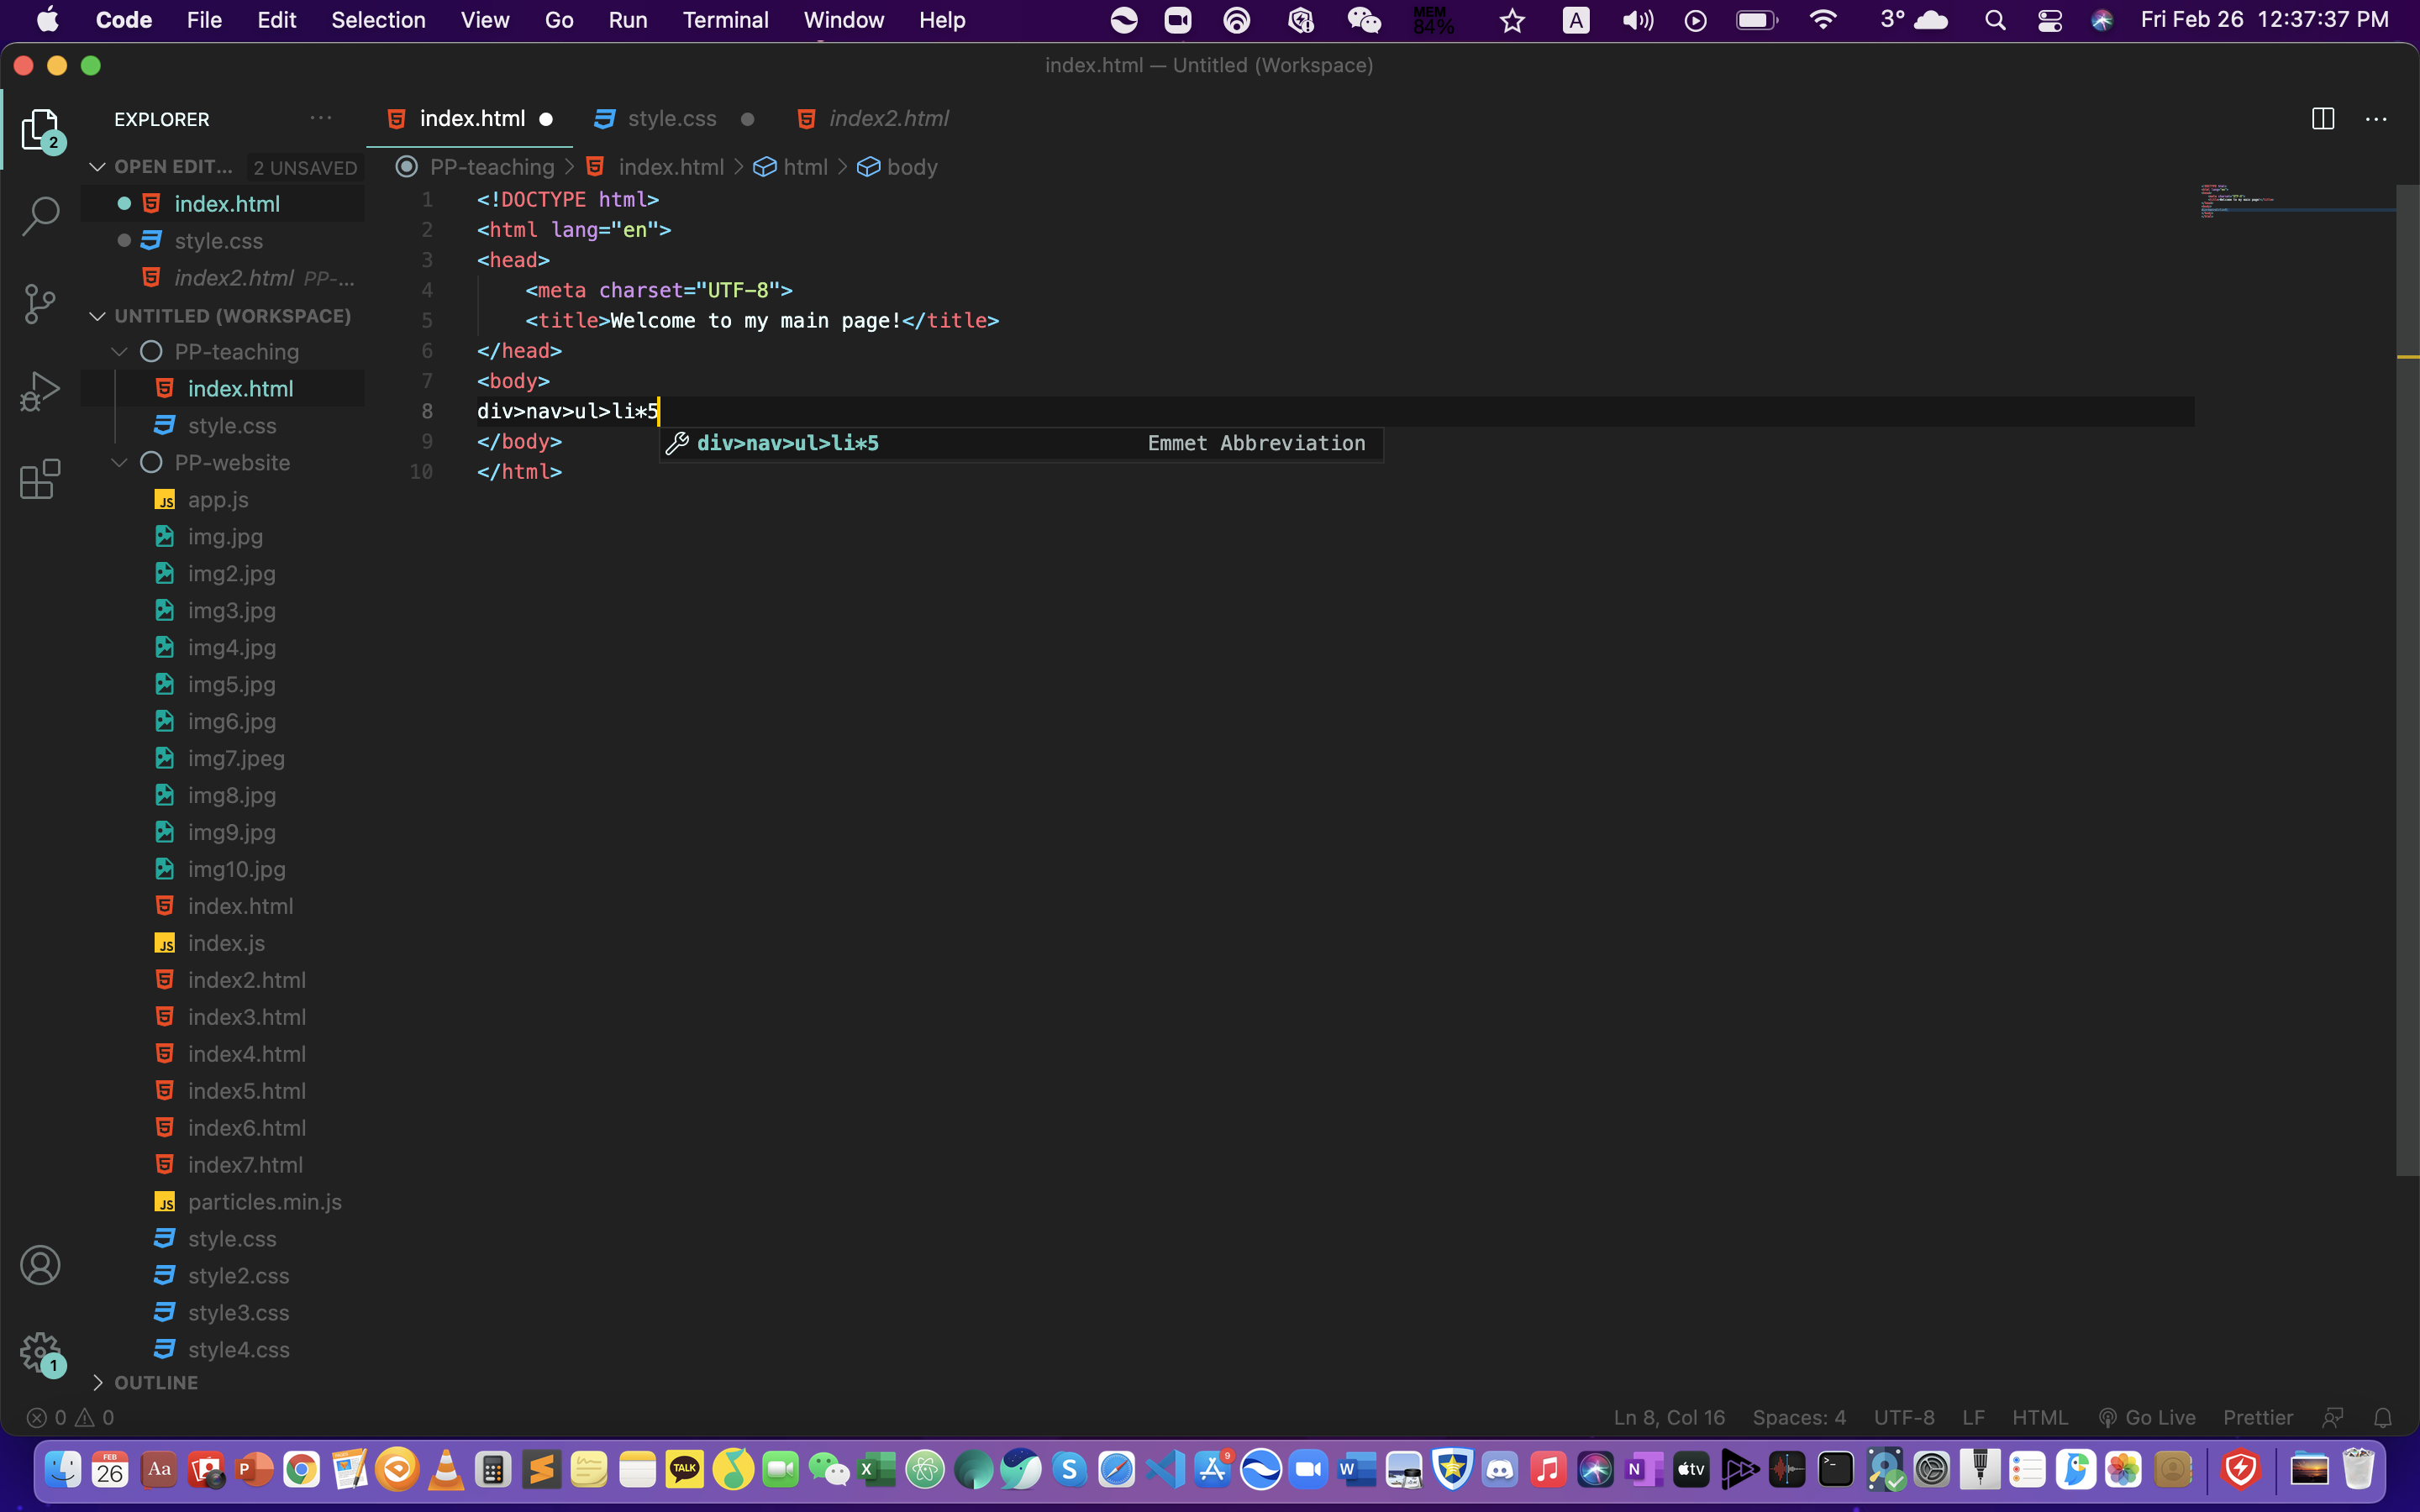 Code File Edit Selection View Go Run Terminal Window Help MEM 84% A 3° Fri Feb 26 12:37:37 PM
index.html — Untitled (Workspace)
EXPLORER
index.html style.css index2.html
2
OPEN EDIT... 2 UNSAVED
PP-teaching > index.html > html > body
index.html
style.css
index2.html PP-...
UNTITLED (WORKSPACE)
PP-teaching
index.html
style.css
PP-website
app.js
img.jpg
img2.jpg
img3.jpg
img4.jpg
img5.jpg
img6.jpg
img7.jpeg
img8.jpg
img9.jpg
img10.jpg
index.html
index.js
index2.html
index3.html
index4.html
index5.html
index6.html
index7.html
particles.min.js
style.css
style2.css
style3.css
style4.css
OUTLINE
1
1 <!DOCTYPE html>
2 <html lang="en">
3 <head>
4 <meta charset="UTF-8">
5 <title>Welcome to my main page!</title>
6 </head>
7 <body>
8 div>nav>ul>li*5
div>nav>ul>li*5 Emmet Abbreviation
9 </body>
10 </html>
0 0
Ln 8, Col 16 Spaces: 4 UTF-8 LF HTML Go Live Prettier
FEB 26 Aa P TALK X S 9 W N tv